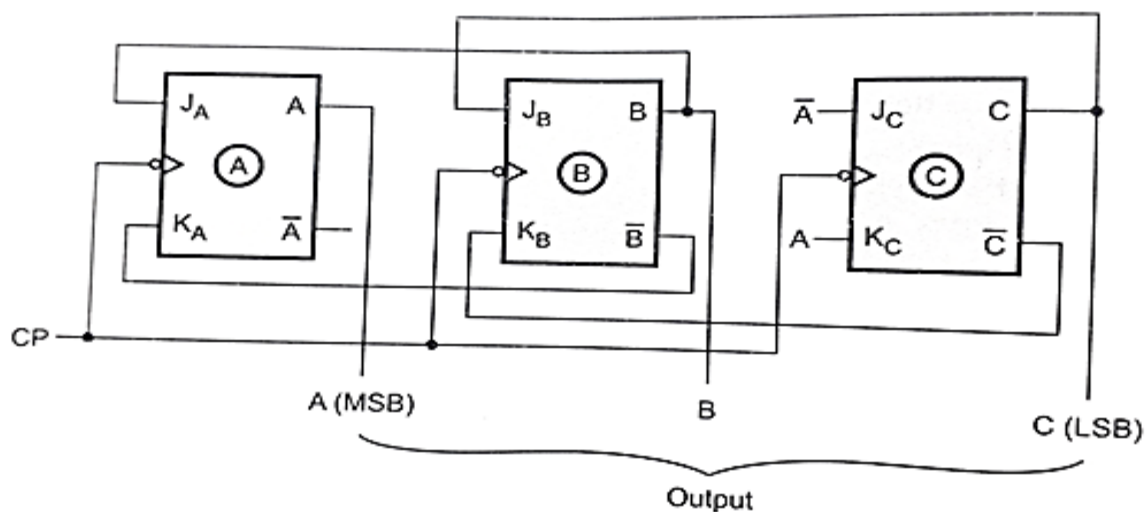 J_A A
A
K_A A̅
J_B B
B
K_B B̅
A̅ J_C C
C
A K_C C̅
CP
A (MSB)
B
C (LSB)
Output